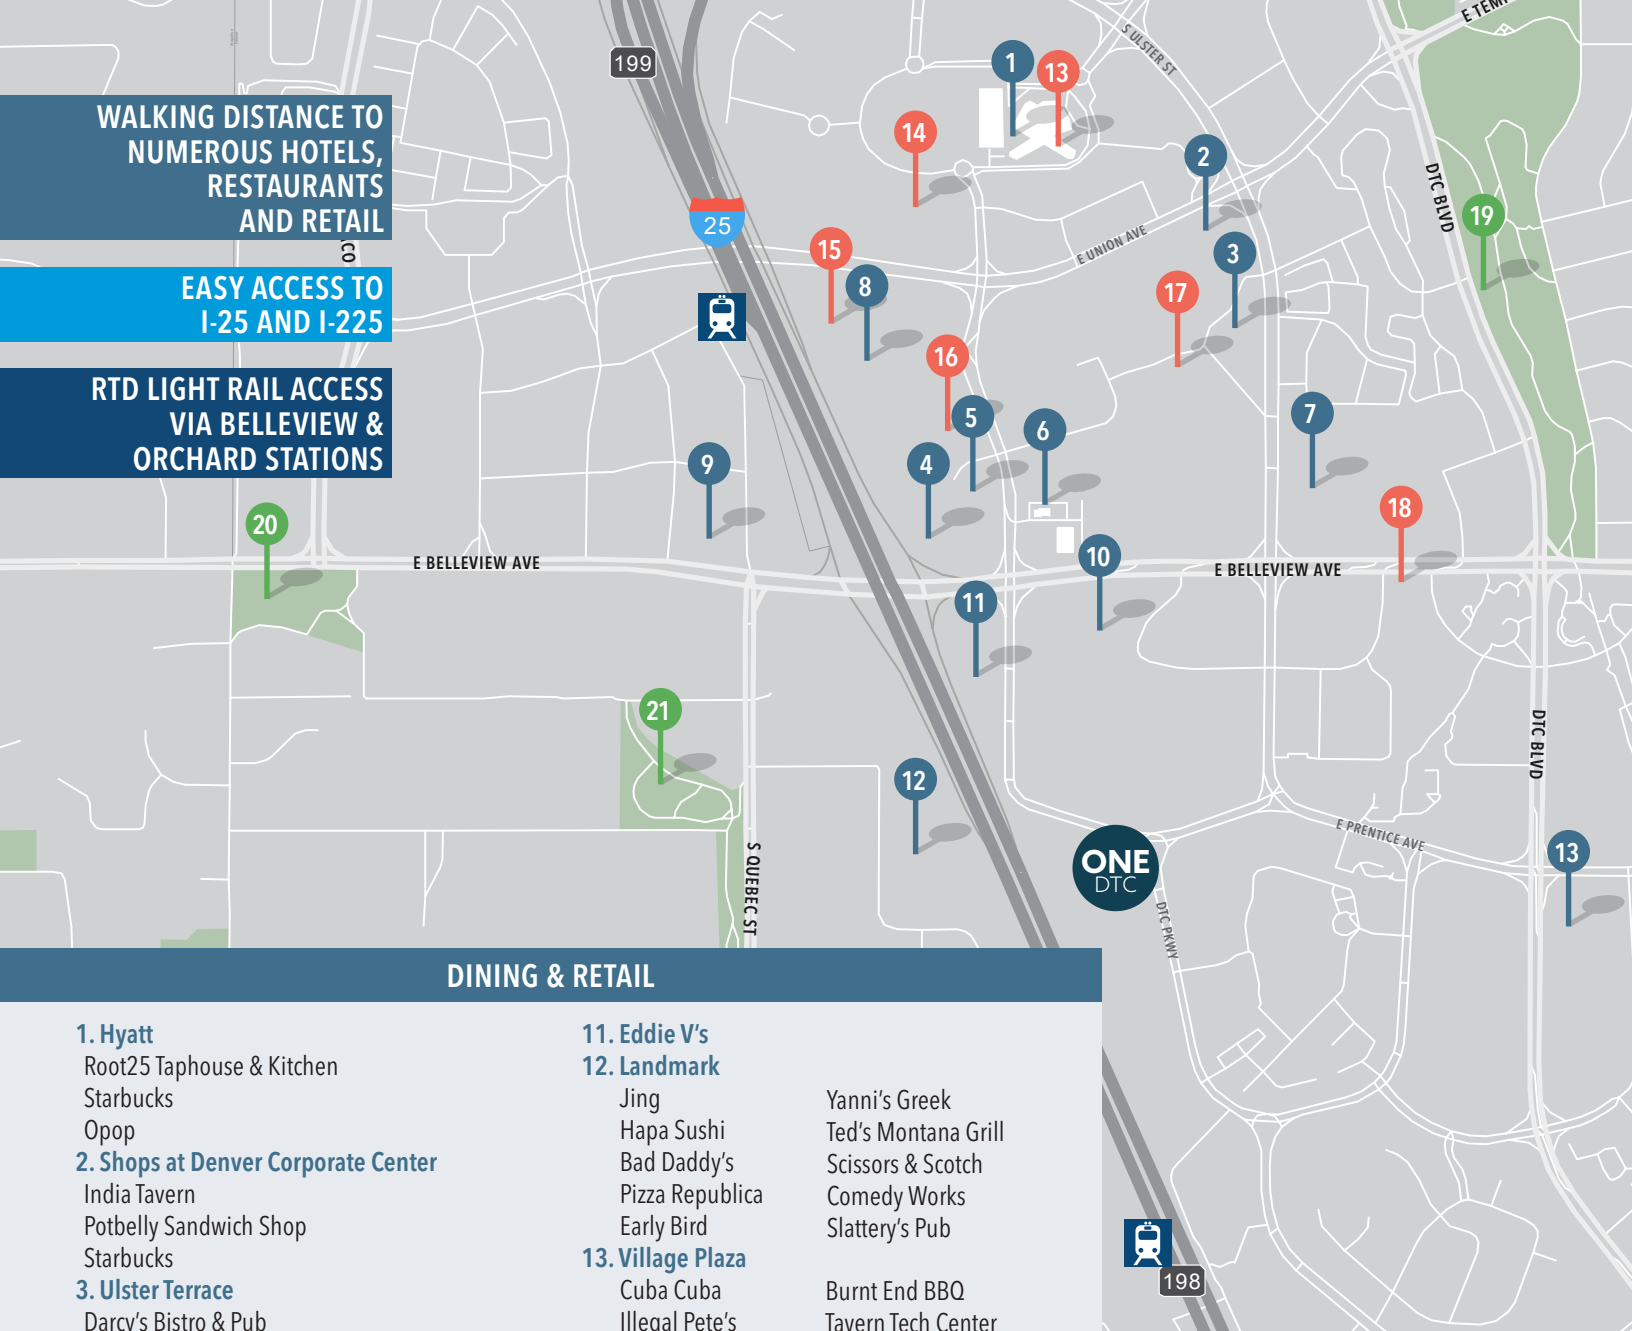 199
1
13
S ULSTER ST
E TEM
WALKING DISTANCE TO
NUMEROUS HOTELS,
RESTAURANTS
AND RETAIL
14
2
DTC BLVD
19
25
E UNION AVE
15
8
3
17
EASY ACCESS TO
I-25 AND I-225
16
RTD LIGHT RAIL ACCESS
VIA BELLEVIEW &
ORCHARD STATIONS
5
6
7
9
4
18
20
E BELLEVIEW AVE
10
E BELLEVIEW AVE
11
21
12
DTC BLVD
E PRENTICE AVE
13
S QUEBEC ST
ONE
DTC
DTC PKWY
DINING & RETAIL
1. Hyatt
Root25 Taphouse & Kitchen
Starbucks
Opop
2. Shops at Denver Corporate Center
India Tavern
Potbelly Sandwich Shop
Starbucks
3. Ulster Terrace
Darcy's Bistro & Pub
11. Eddie V's
12. Landmark
Jing
Hapa Sushi
Bad Daddy's
Pizza Republica
Early Bird
Yanni's Greek
Ted's Montana Grill
Scissors & Scotch
Comedy Works
Slattery's Pub
13. Village Plaza
Cuba Cuba
Illegal Pete's
Burnt End BBQ
Tavern Tech Center
198